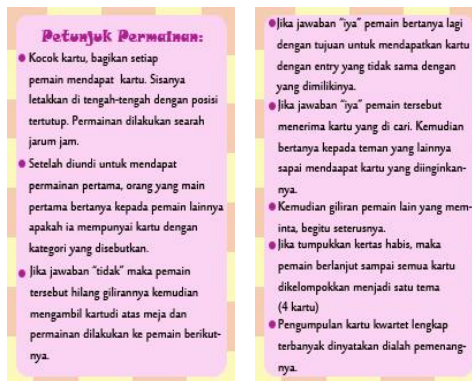 Petunjuk Permainan:
Kocok kartu, bagikan setiap
pemain mendapat kartu. Sisanya
letakkan di tengah-tengah dengan posisi
tertutup. Permainan dilakukan searah
jarum jam.
Setelah diundi untuk mendapat
permainan pertama, orang yang main
pertama bertanya kepada pemain lainnya
apakah ia mempunyai kartu dengan
kategori yang disebutkan.
Jika jawaban "tidak" maka pemain
tersebut hilang gilirannya kemudian
mengambil kartudi atas meja dan
permainan dilakukan ke pemain berikut-
nya.
Jika jawaban "iya" pemain bertanya lagi
dengan tujuan untuk mendapatkan kartu
dengan entry yang tidak sama dengan
yang dimilikinya.
Jika jawaban "iya" pemain tersebut
menerima kartu yang di cari. Kemudian
bertanya kepada teman yang lainnya
sapai mendaapat kartu yang diinginkan-
nya.
Kemudian giliran pemain lain yang mem-
inta, begitu seterusnya.
Jika tumpukkan kertas habis, maka
pemain berlanjut sampai semua kartu
dikelompokkan menjadi satu tema
(4 kartu)
Pengumpulan kartu kwartet lengkap
terbanyak dinyatakan dialah pemenang-
nya.